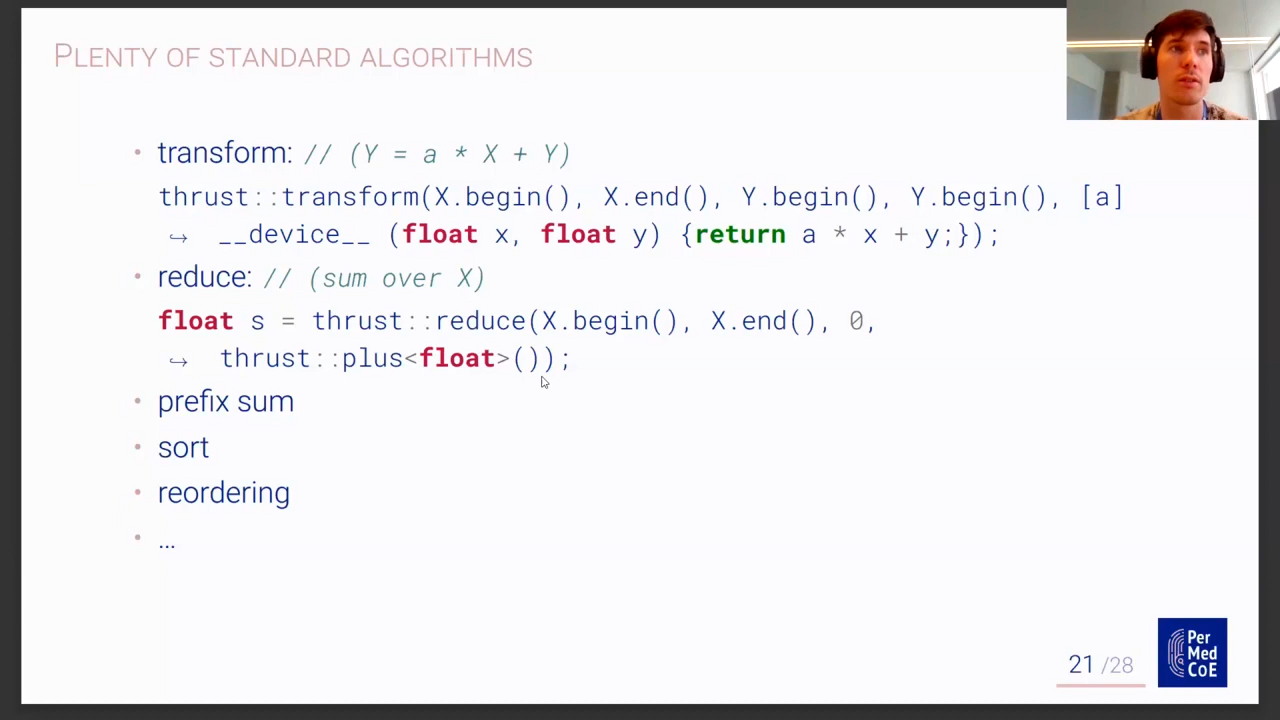 PLENTY OF STANDARD ALGORITHMS
• transform: // (Y = a * X + Y)
thrust::transform(X.begin(), X.end(), Y.begin(), Y.begin(), [a]
↪ __device__ (float x, float y) {return a * x + y;});
• reduce: // (sum over X)
float s = thrust::reduce(X.begin(), X.end(), 0,
↪ thrust::plus<float>());
• prefix sum
• sort
• reordering
• …
21 /28
Per
Med
CoE